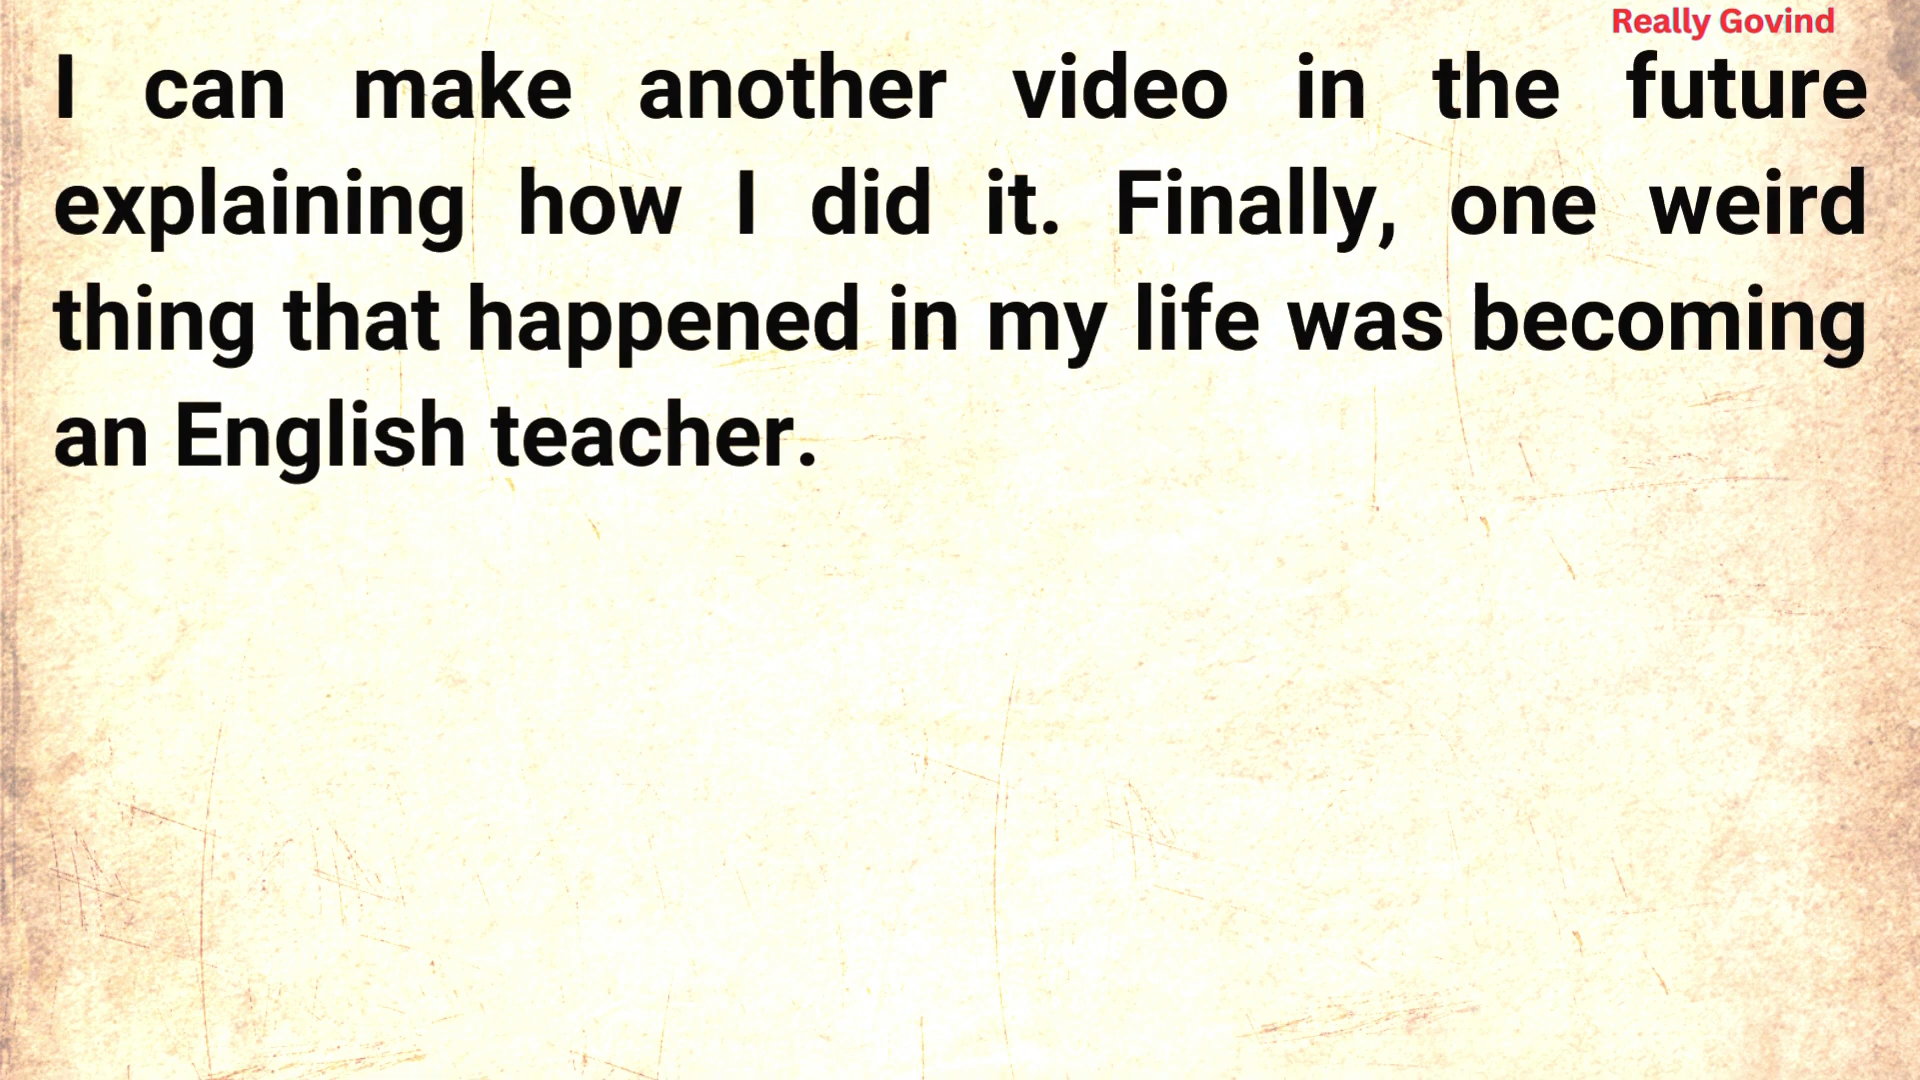 Really Govind
I can make another video in the future
explaining how I did it. Finally, one weird
thing that happened in my life was becoming
an English teacher.